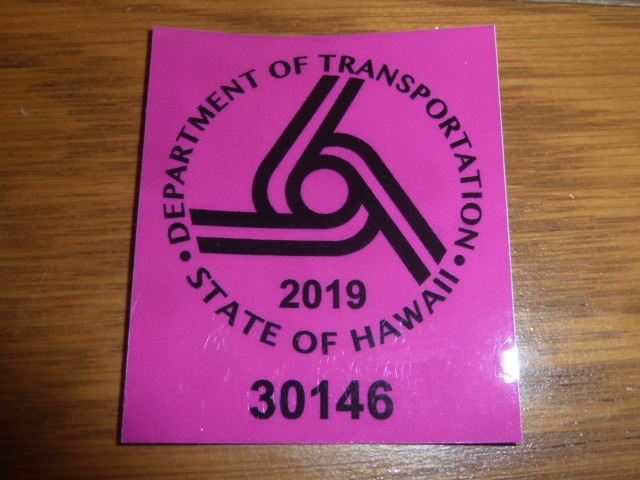 • DEPARTMENT OF TRANSPORTATION •
2019
STATE OF HAWAII
30146